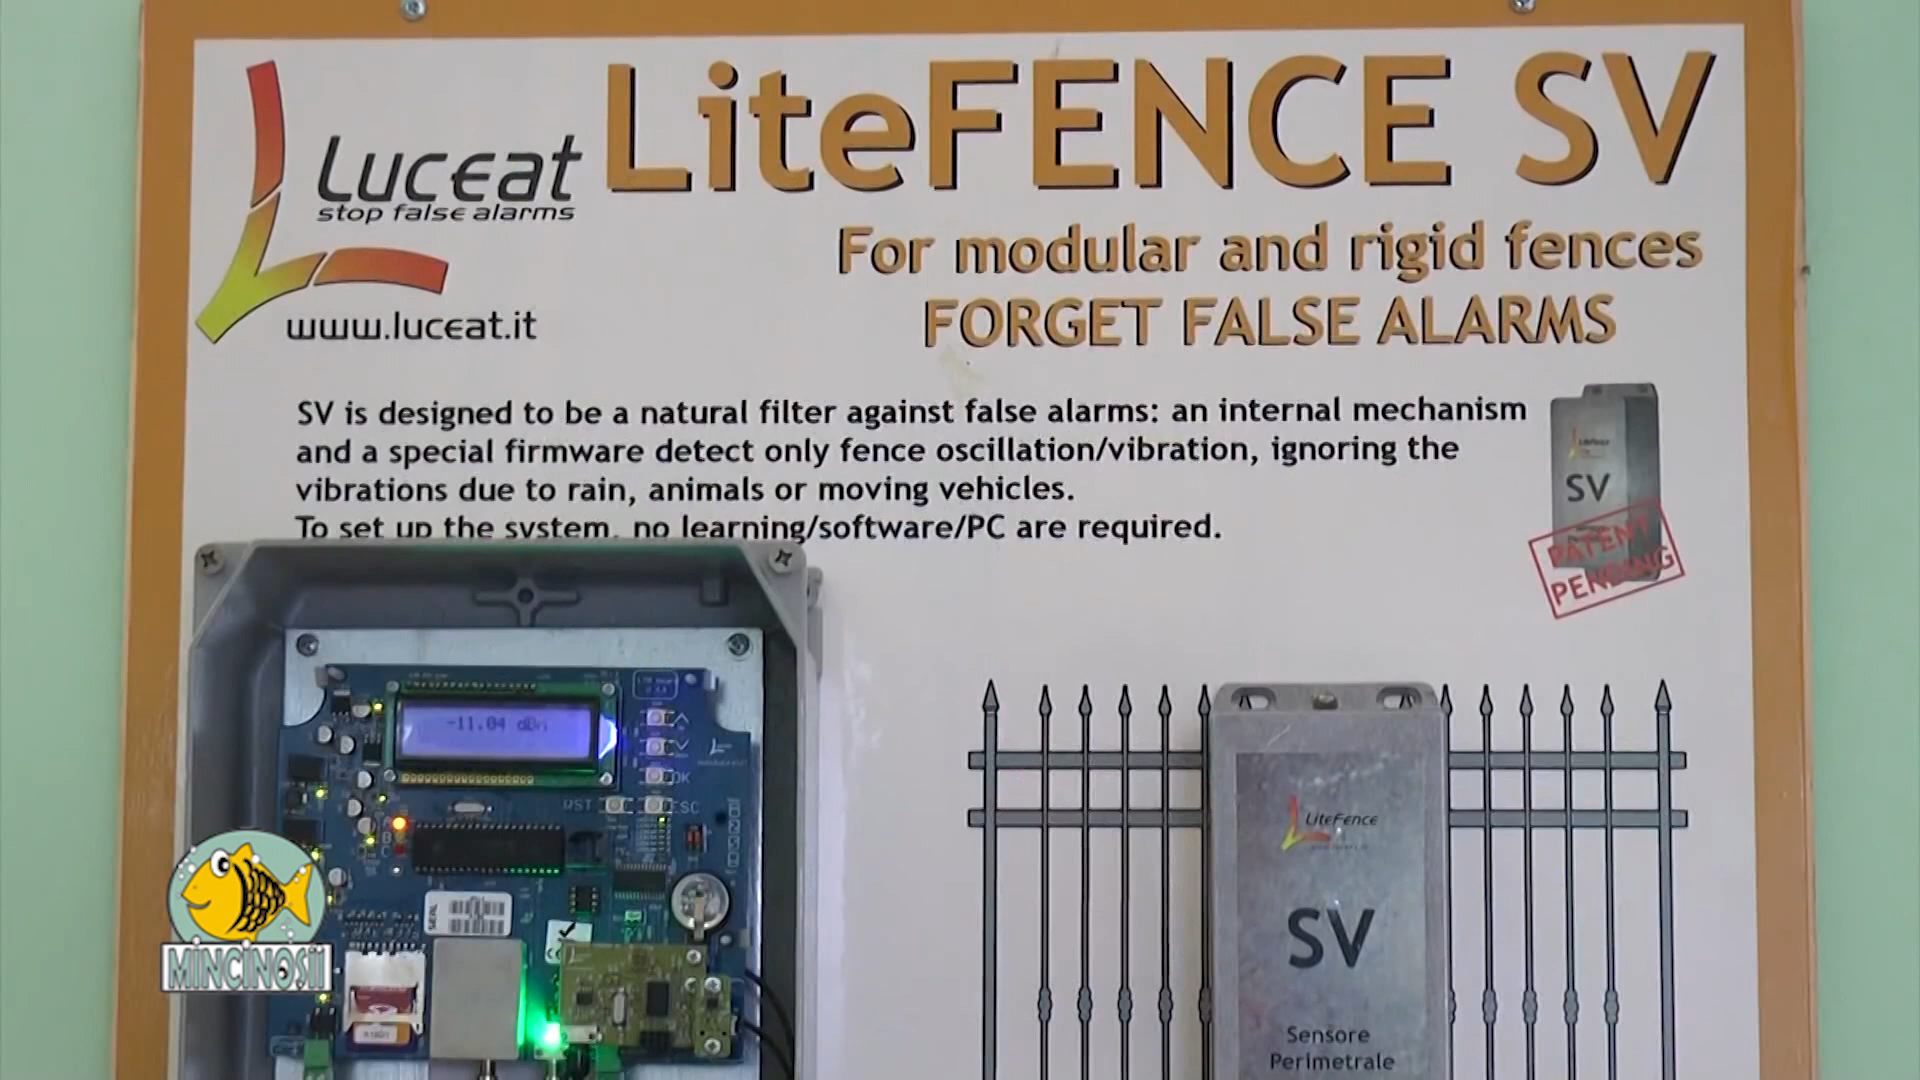 LiteFENCE SV
Luceat
stop false alarms
www.luceat.it
For modular and rigid fences
FORGET FALSE ALARMS
SV is designed to be a natural filter against false alarms: an internal mechanism
and a special firmware detect only fence oscillation/vibration, ignoring the
vibrations due to rain, animals or moving vehicles.
To set up the system, no learning/software/PC are required.
SV
PATENT
PENDING
-11.04 dBm
OK
RST
ESC
A
B
C
LiteFence
SV
Sensore
Perimetrale
MINCINOSII